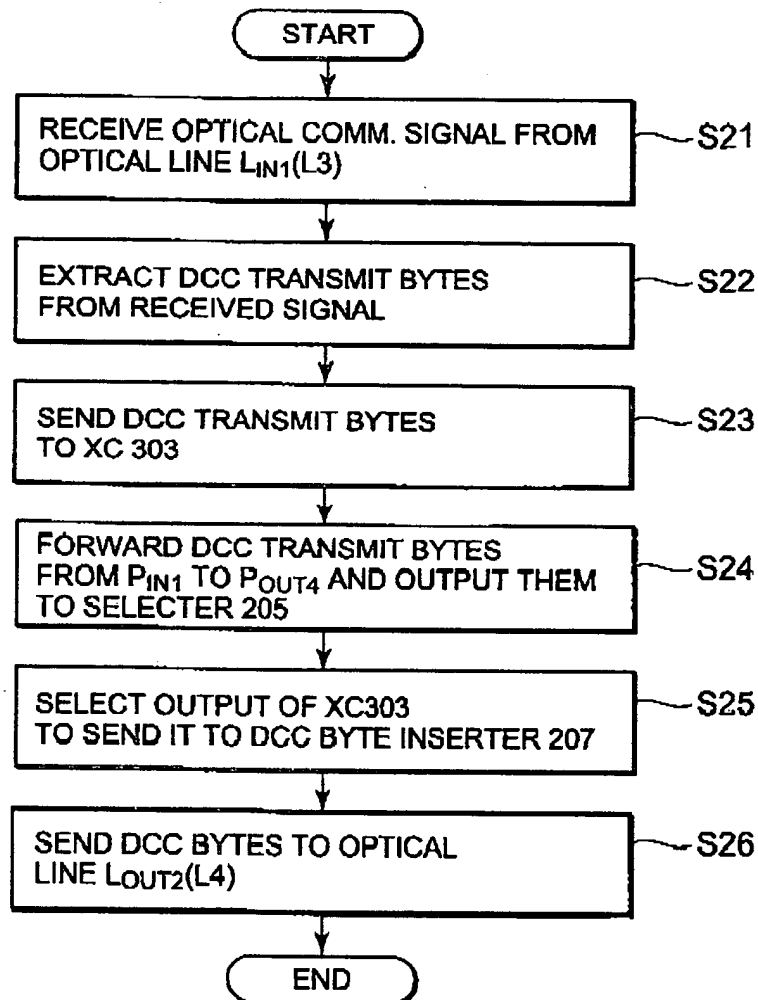 START
RECEIVE OPTICAL COMM. SIGNAL FROM
OPTICAL LINE LIN1(L3)
S21
EXTRACT DCC TRANSMIT BYTES
FROM RECEIVED SIGNAL
S22
SEND DCC TRANSMIT BYTES
TO XC 303
S23
FORWARD DCC TRANSMIT BYTES
FROM PIN1 TO POUT4 AND OUTPUT THEM
TO SELECTER 205
S24
SELECT OUTPUT OF XC303
TO SEND IT TO DCC BYTE INSERTER 207
S25
SEND DCC BYTES TO OPTICAL
LINE LOUT2(L4)
S26
END